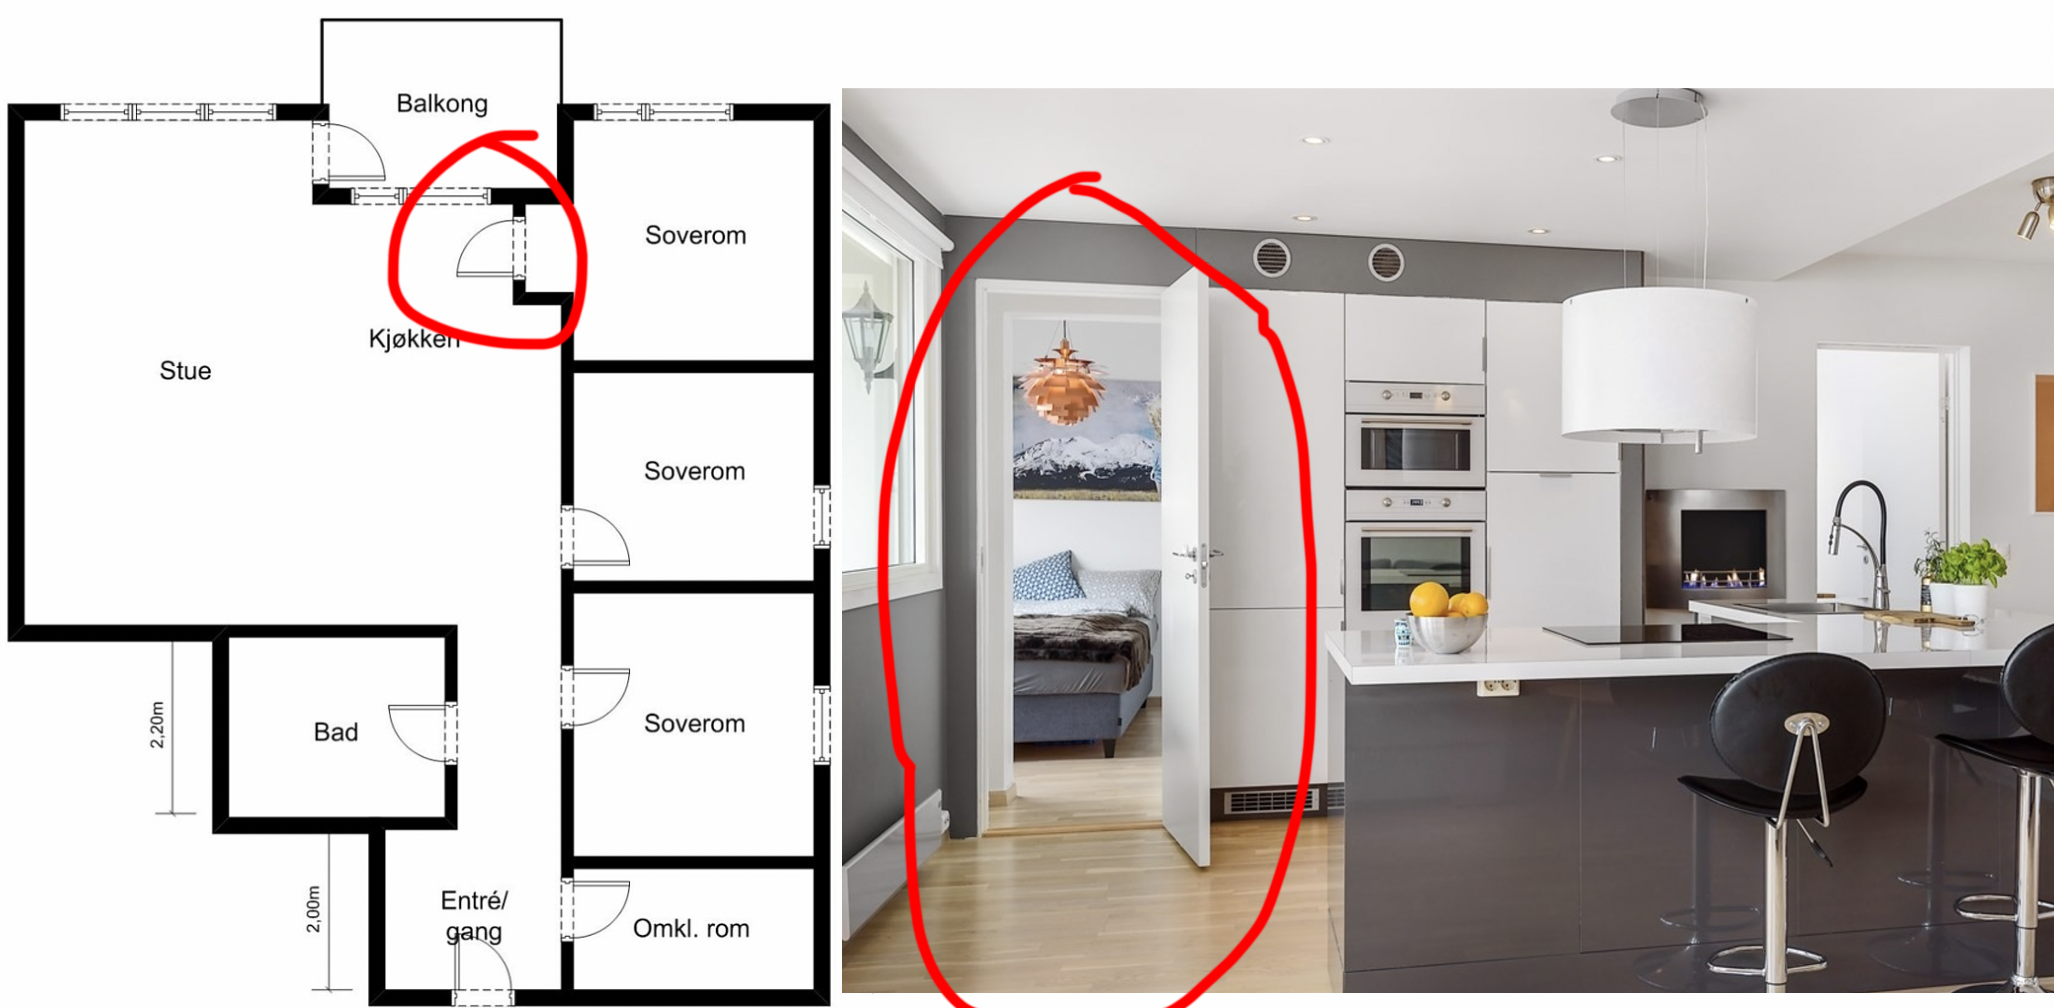 Balkong
Soverom
Kjøkken
Stue
Soverom
Soverom
Bad
2,20m
Entré/
gang
2,00m
Omkl. rom